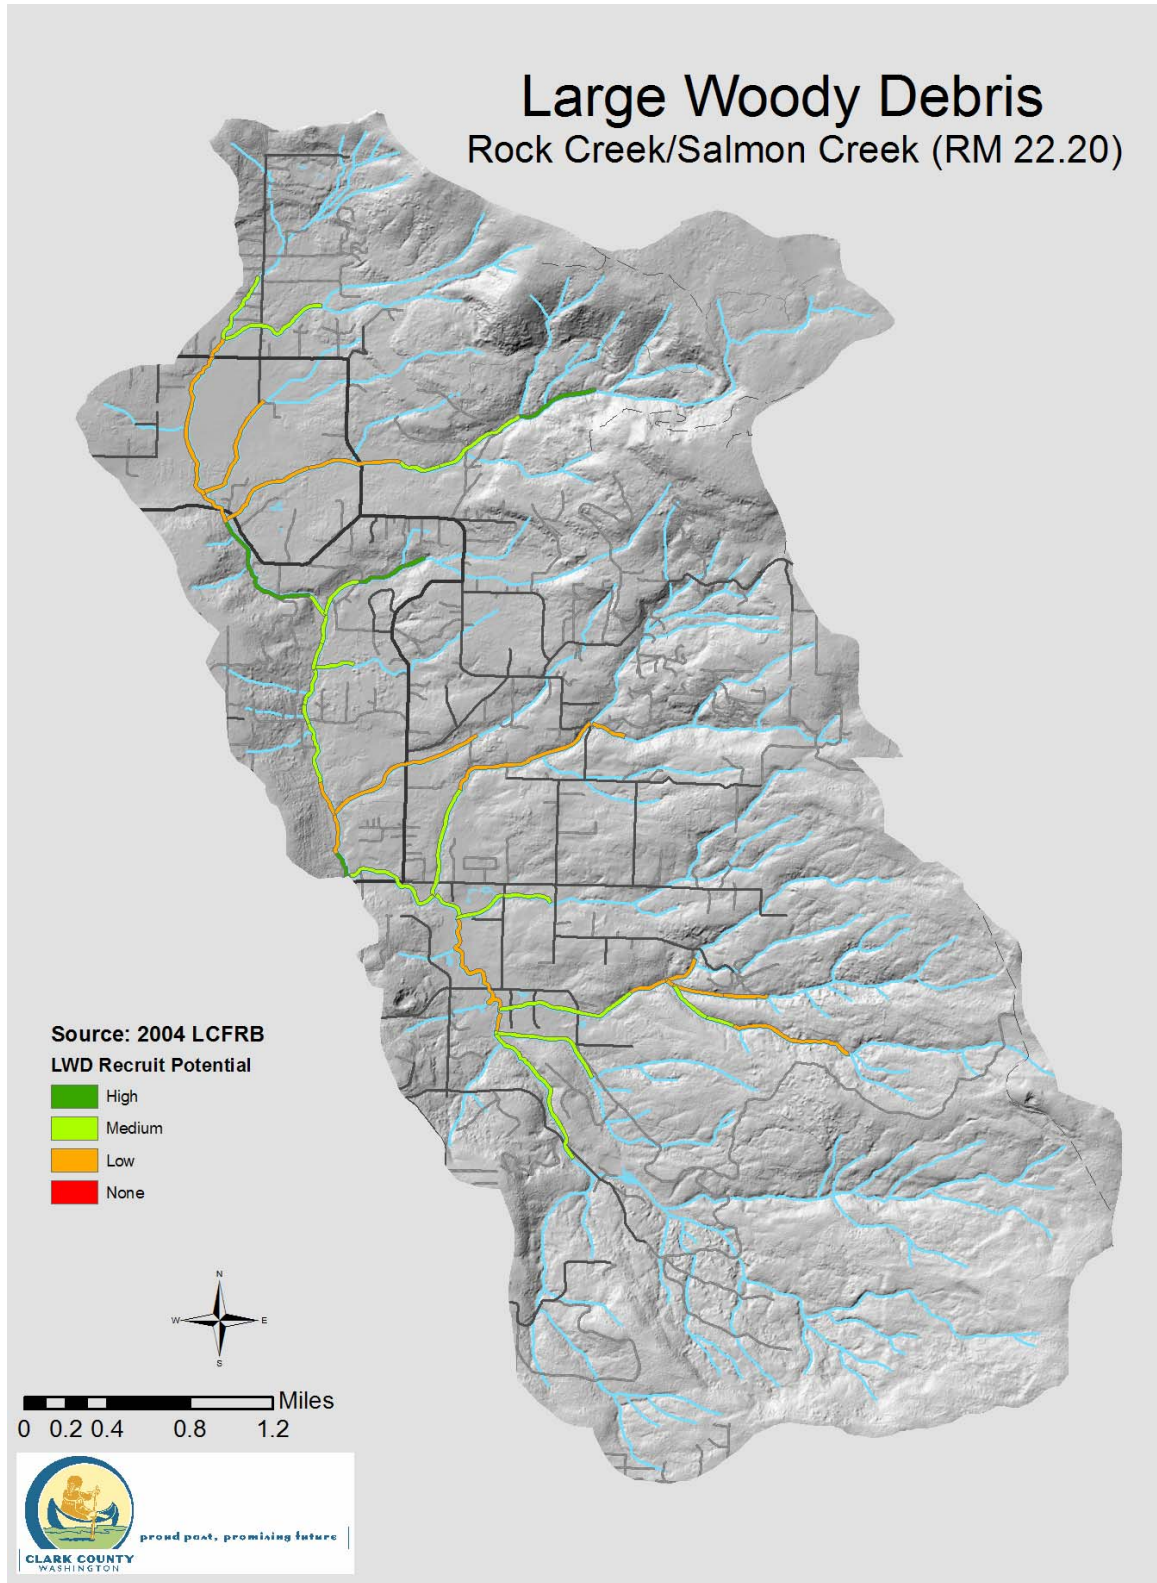 Large Woody Debris
Rock Creek/Salmon Creek (RM 22.20)
Source: 2004 LCFRB
LWD Recruit Potential
High
Medium
Low
None
N
W E
S
Miles
0 0.2 0.4 0.8 1.2
proud past, promising future
CLARK COUNTY
WASHINGTON